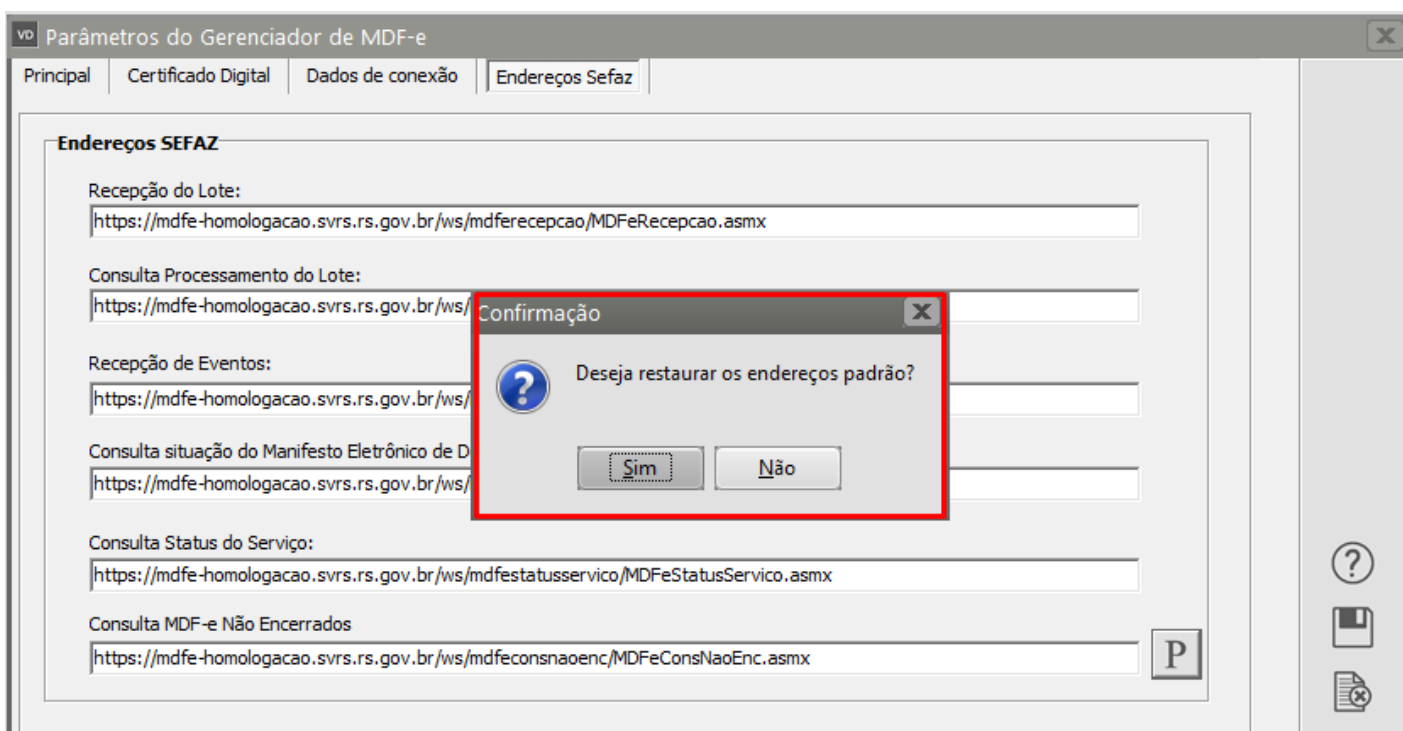 VD Parâmetros do Gerenciador de MDF-e
Principal Certificado Digital Dados de conexão Endereços Sefaz
Endereços SEFAZ
Recepção do Lote:
https://mdfe-homologacao.svrs.rs.gov.br/ws/mdferecepcao/MDFeRecepcao.asmx
Consulta Processamento do Lote:
https://mdfe-homologacao.svrs.rs.gov.br/ws/
Confirmação
Recepção de Eventos:
Deseja restaurar os endereços padrão?
https://mdfe-homologacao.svrs.rs.gov.br/ws/
Consulta situação do Manifesto Eletrônico de D
Sim Não
https://mdfe-homologacao.svrs.rs.gov.br/ws/
Consulta Status do Serviço:
https://mdfe-homologacao.svrs.rs.gov.br/ws/mdfestatusservico/MDFeStatusServico.asmx
Consulta MDF-e Não Encerrados
https://mdfe-homologacao.svrs.rs.gov.br/ws/mdfeconsnaoenc/MDFeConsNaoEnc.asmx
P